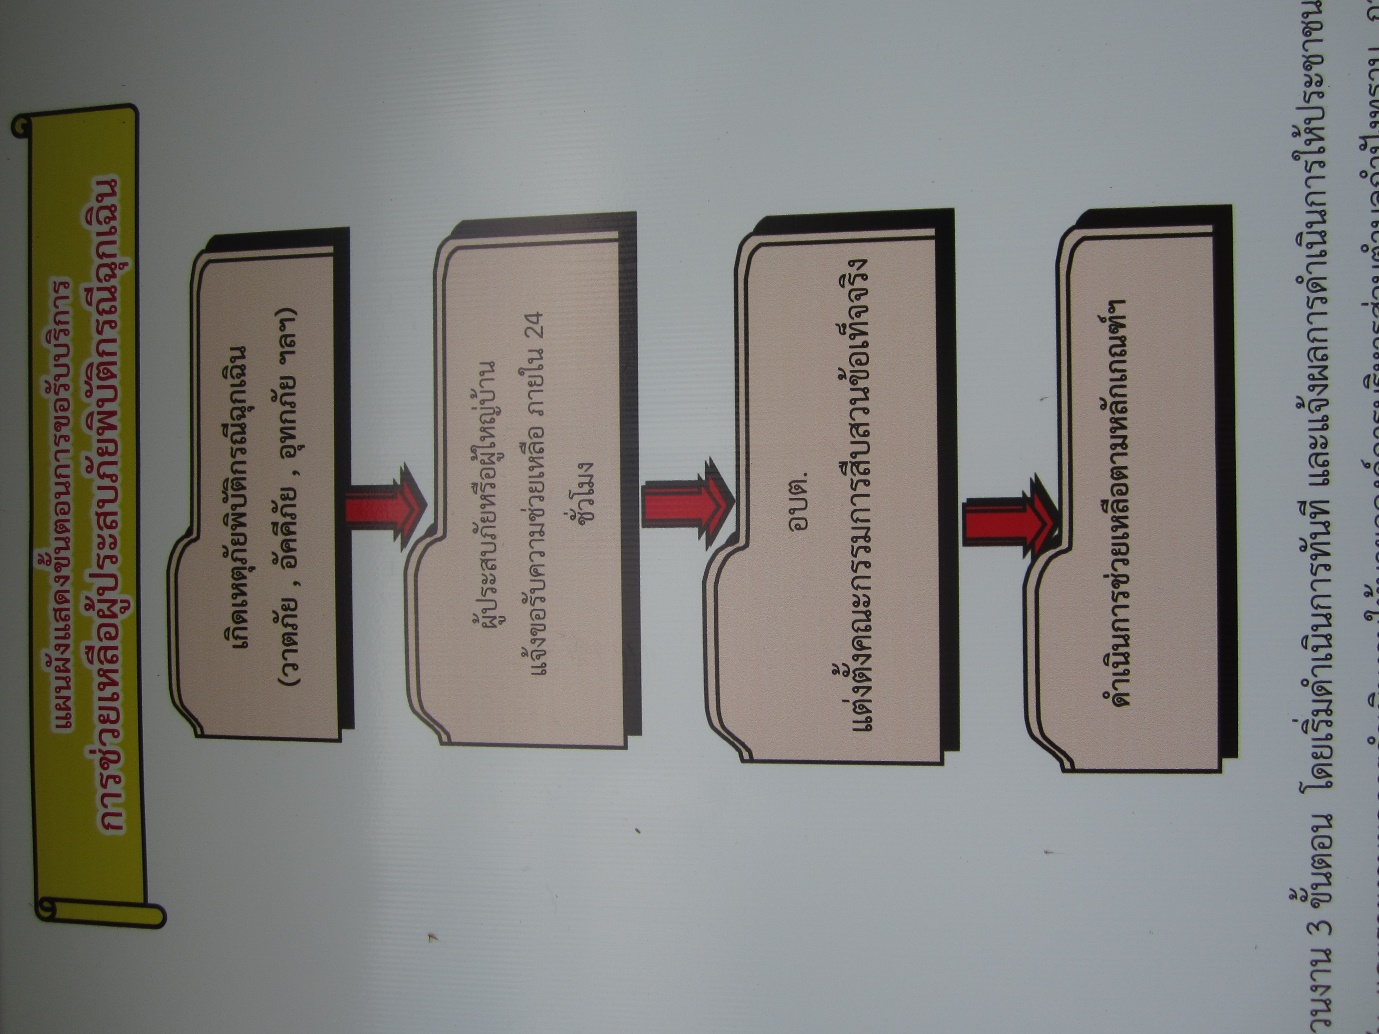 แผนผังแสดงขั้นตอนการขอรับบริการ
การช่วยเหลือผู้ประสบภัยพิบัติกรณีฉุกเฉิน
เกิดเหตุภัยพิบัติกรณีฉุกเฉิน
(วาตภัย , อัคคีภัย , อุทกภัย ฯลฯ)
ผู้ประสบภัยหรือผู้ใหญ่บ้าน
แจ้งขอรับความช่วยเหลือ ภายใน 24
ชั่วโมง
อบต.
แต่งตั้งคณะกรรมการสืบสวนข้อเท็จจริง
ดำเนินการช่วยเหลือตามหลักเกณฑ์ฯ
วนงาน 3 ขั้นตอน โดยเริ่มดำเนินการทันที และแจ้งผลการดำเนินการให้ประชาชน